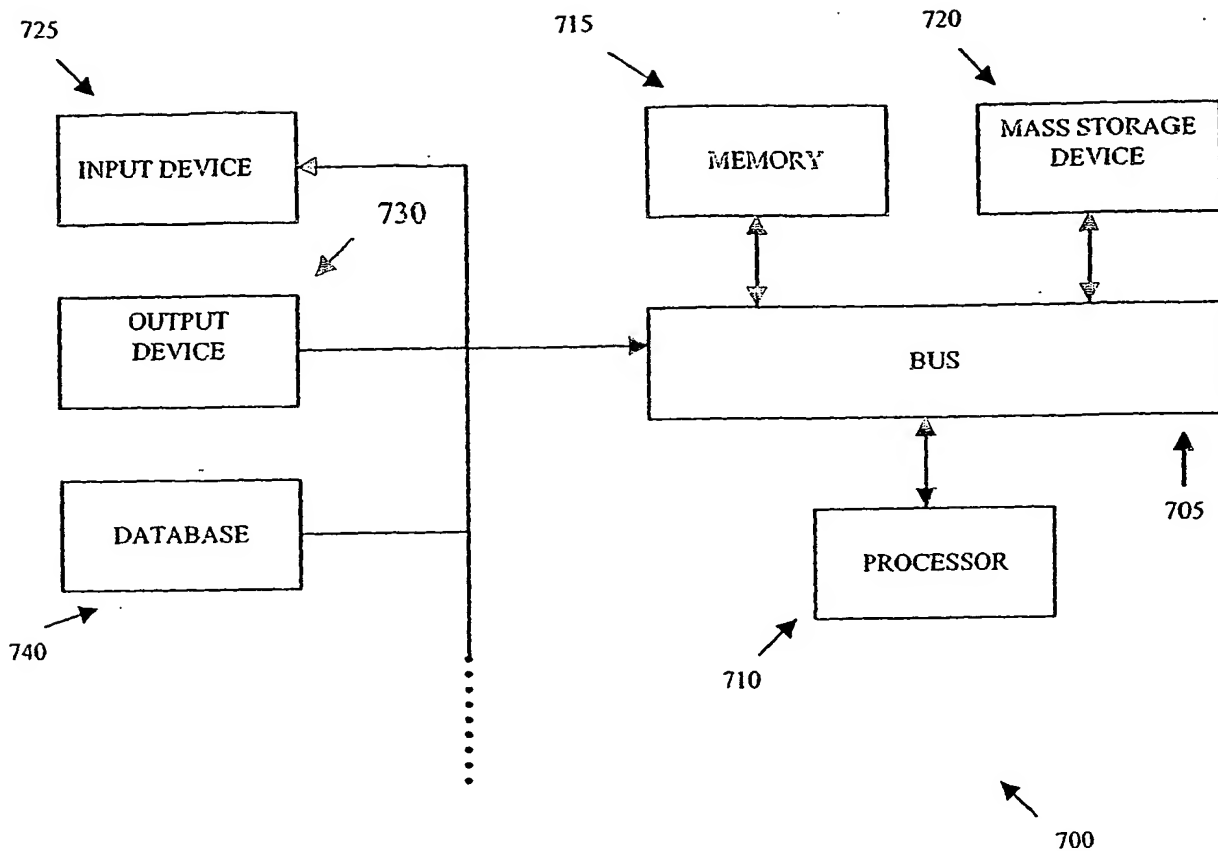 725
715
720
INPUT DEVICE
MEMORY
MASS STORAGE
DEVICE
730
OUTPUT
DEVICE
BUS
DATABASE
705
PROCESSOR
740
710
700